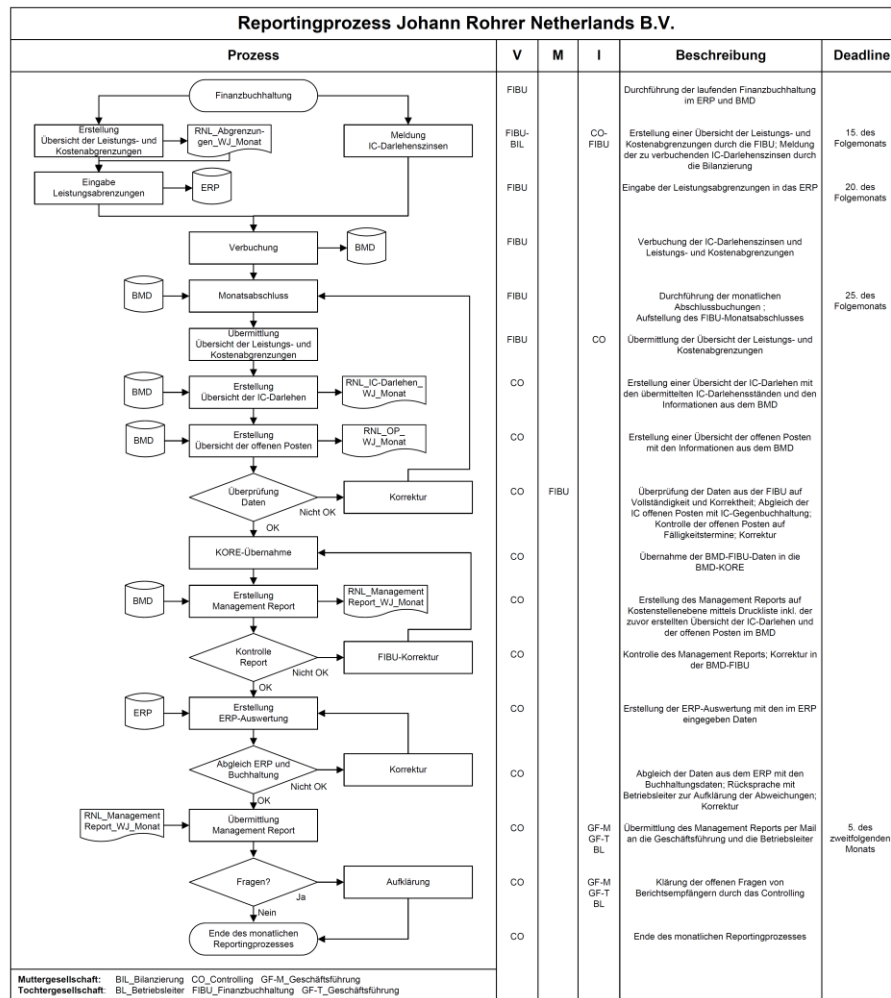 Reportingprozess Johann Rohrer Netherlands B.V.
Prozess V M I Beschreibung Deadline
Finanzbuchhaltung
FIBU
Durchführung der laufenden Finanzbuchhaltung
im ERP und BMD
Erstellung
Übersicht der Leistungs- und
Kostenabgrenzungen
RNL_Abgrenzun-
gen_WJ_Monat
Meldung
IC-Darlehenszinsen
FIBU-
BIL
CO-
FIBU
Erstellung einer Übersicht der Leistungs- und
Kostenabgrenzungen durch die FIBU; Meldung
der zu verbuchenden IC-Darlehenszinsen durch
die Bilanzierung
15. des
Folgemonats
Eingabe
Leistungsabrenzungen
ERP
FIBU
Eingabe der Leistungsabgrenzungen in das ERP
20. des
Folgemonats
Verbuchung
BMD
FIBU
Verbuchung der IC-Darlehenszinsen und
Leistungs- und Kostenabgrenzungen
BMD
Monatsabschluss
FIBU
Durchführung der monatlichen
Abschlussbuchungen ;
Aufstellung des FIBU-Monatsabschlusses
25. des
Folgemonats
Übermittlung
Übersicht der Leistungs- und
Kostenabgrenzungen
FIBU
CO
Übermittlung der Übersicht der Leistungs- und
Kostenabgrenzungen
BMD
Erstellung
Übersicht der IC-Darlehen
RNL_IC-Darlehen_
WJ_Monat
CO
Erstellung einer Übersicht der IC-Darlehen mit
den übermittelten IC-Darlehensständen und den
Informationen aus dem BMD
BMD
Erstellung
Übersicht der offenen Posten
RNL_OP_
WJ_Monat
CO
Erstellung einer Übersicht der offenen Posten
mit den Informationen aus dem BMD
Überprüfung
Daten
Nicht OK
OK
Korrektur
CO
FIBU
Überprüfung der Daten aus der FIBU auf
Vollständigkeit und Korrektheit; Abgleich der
IC offenen Posten mit IC-Gegenbuchhaltung;
Kontrolle der offenen Posten auf
Fälligkeitstermine; Korrektur
KORE-Übernahme
CO
Übernahme der BMD-FIBU-Daten in die
BMD-KORE
BMD
Erstellung
Management Report
RNL_Management
Report_WJ_Monat
CO
Erstellung des Management Reports auf
Kostenstellenebene mittels Druckliste inkl. der
zuvor erstellten Übersicht der IC-Darlehen und
der offenen Posten im BMD
Kontrolle
Report
Nicht OK
OK
FIBU-Korrektur
CO
Kontrolle des Management Reports; Korrektur in
der BMD-FIBU
ERP
Erstellung
ERP-Auswertung
CO
Erstellung der ERP-Auswertung mit den im ERP
eingegeben Daten
Abgleich ERP und
Buchhaltung
Nicht OK
OK
Korrektur
CO
Abgleich der Daten aus dem ERP mit den
Buchhaltungsdaten; Rücksprache mit
Betriebsleiter zur Aufklärung der Abweichungen;
Korrektur
RNL_Management
Report_WJ_Monat
Übermittlung
Management Report
CO
GF-M
GF-T
BL
Übermittlung des Management Reports per Mail
an die Geschäftsführung und die Betriebsleiter
5. des
zweitfolgenden
Monats
Fragen?
Ja
Nein
Aufklärung
CO
GF-M
GF-T
BL
Klärung der offenen Fragen von
Berichtsempfängern durch das Controlling
Ende des monatlichen
Reportingprozesses
CO
Ende des monatlichen Reportingprozesses
Muttergesellschaft: BIL_Bilanzierung CO_Controlling GF-M_Geschäftsführung
Tochtergesellschaft: BL_Betriebsleiter FIBU_Finanzbuchhaltung GF-T_Geschäftsführung